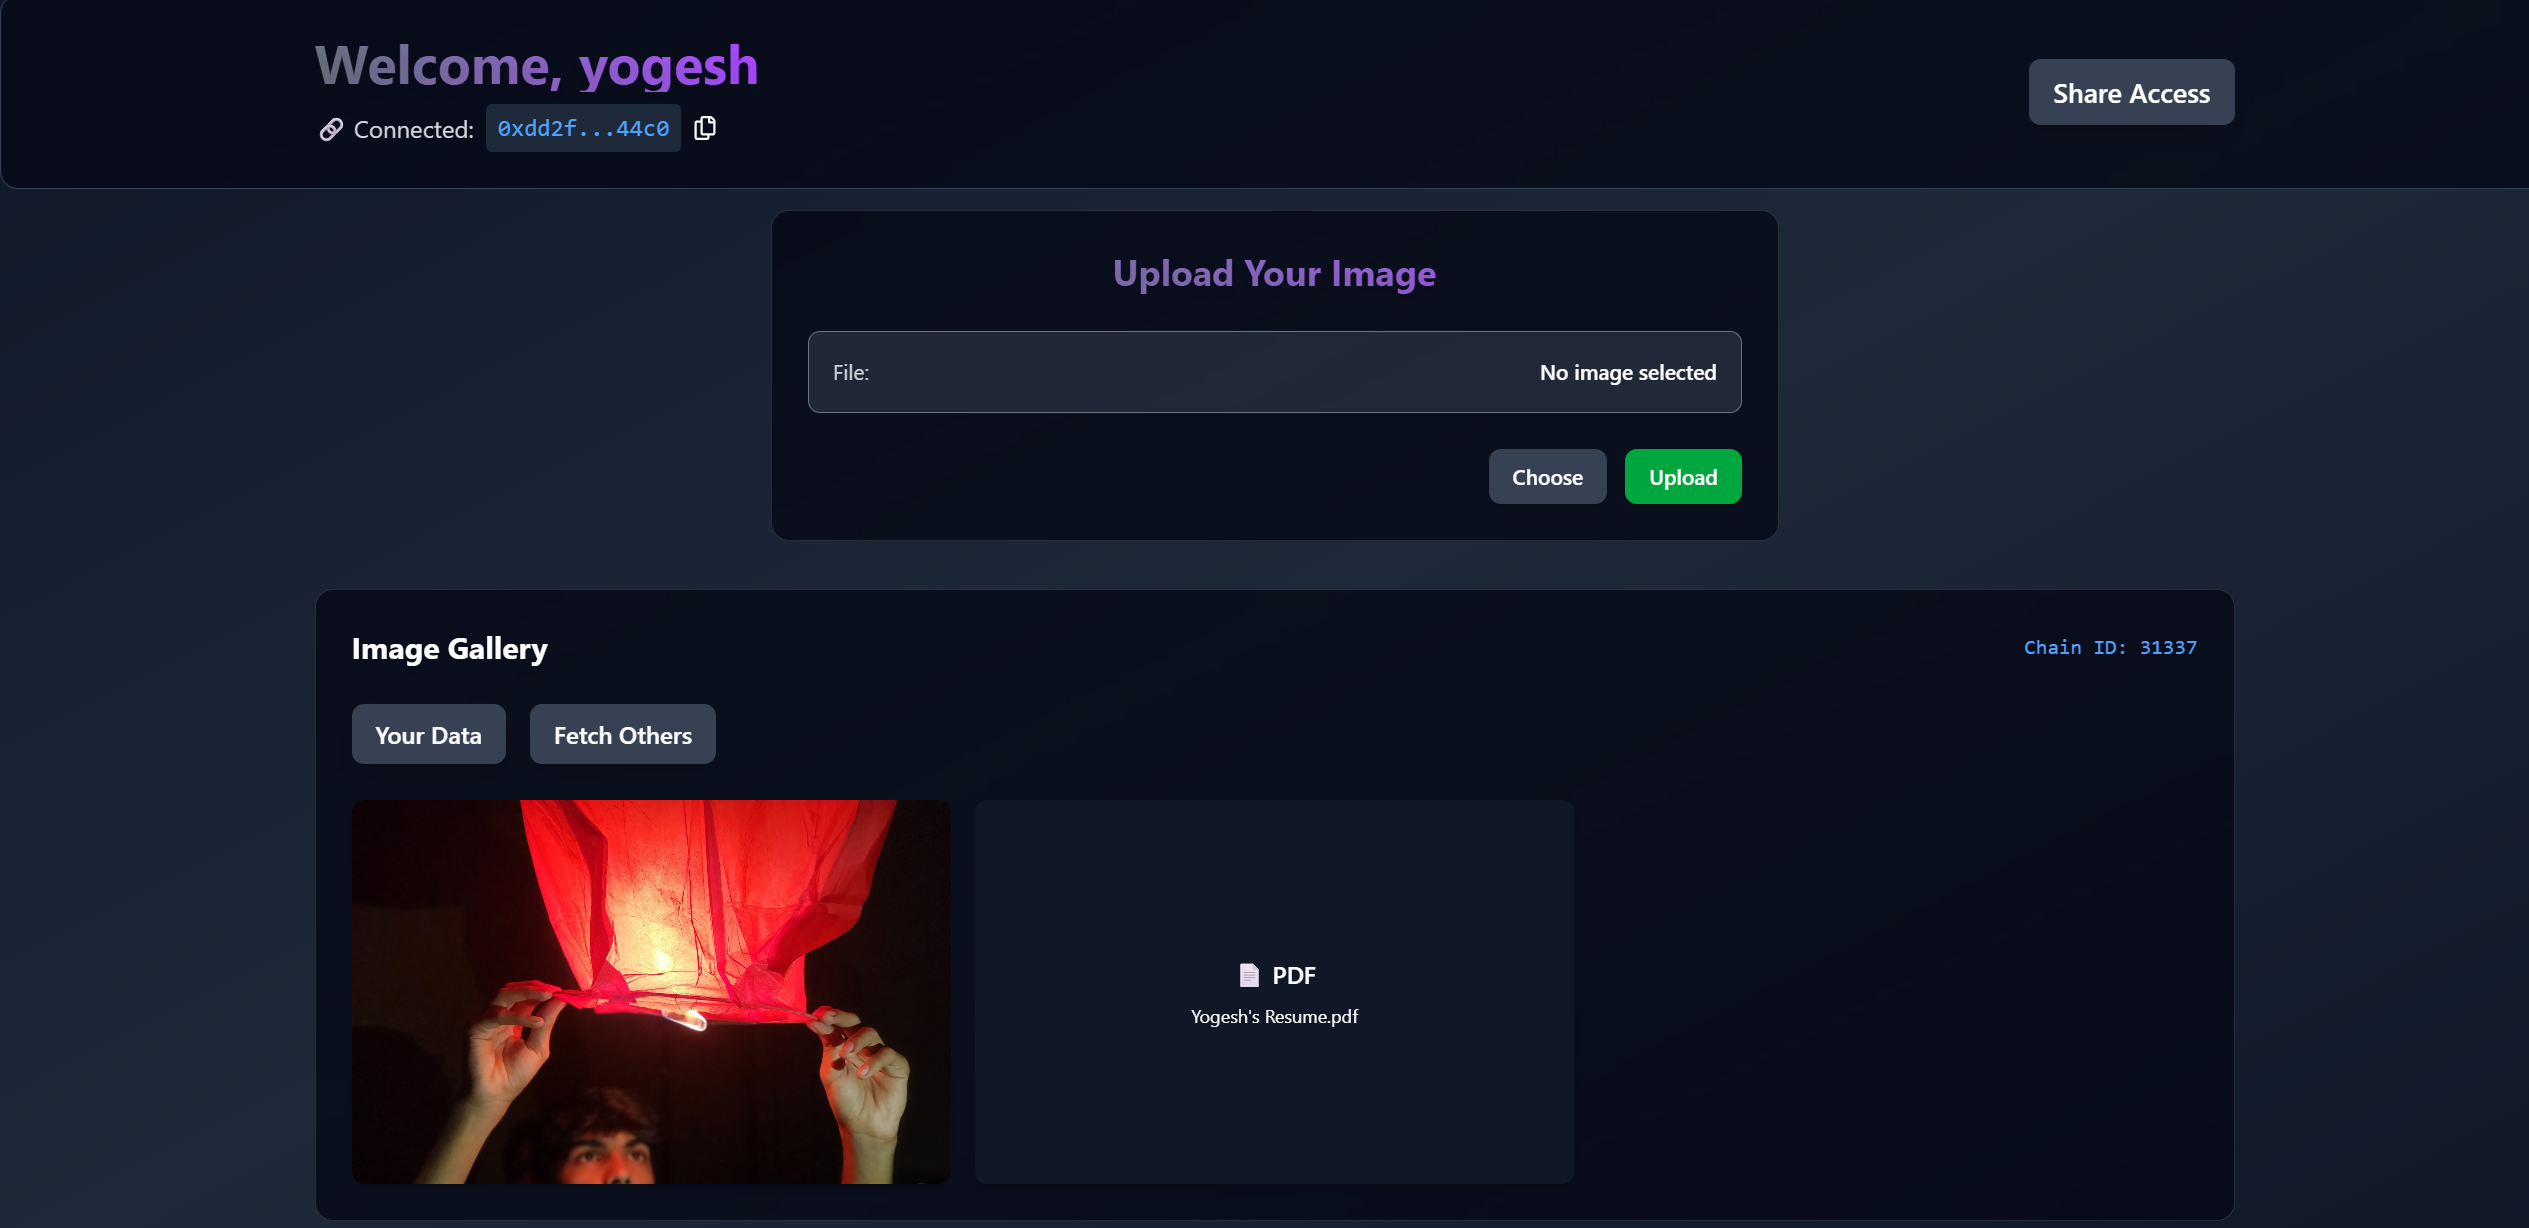 Welcome, yogesh
Connected: 0xdd2f...44c0
Share Access
Upload Your Image
File: No image selected
Choose Upload
Image Gallery
Chain ID: 31337
Your Data Fetch Others
PDF
Yogesh's Resume.pdf